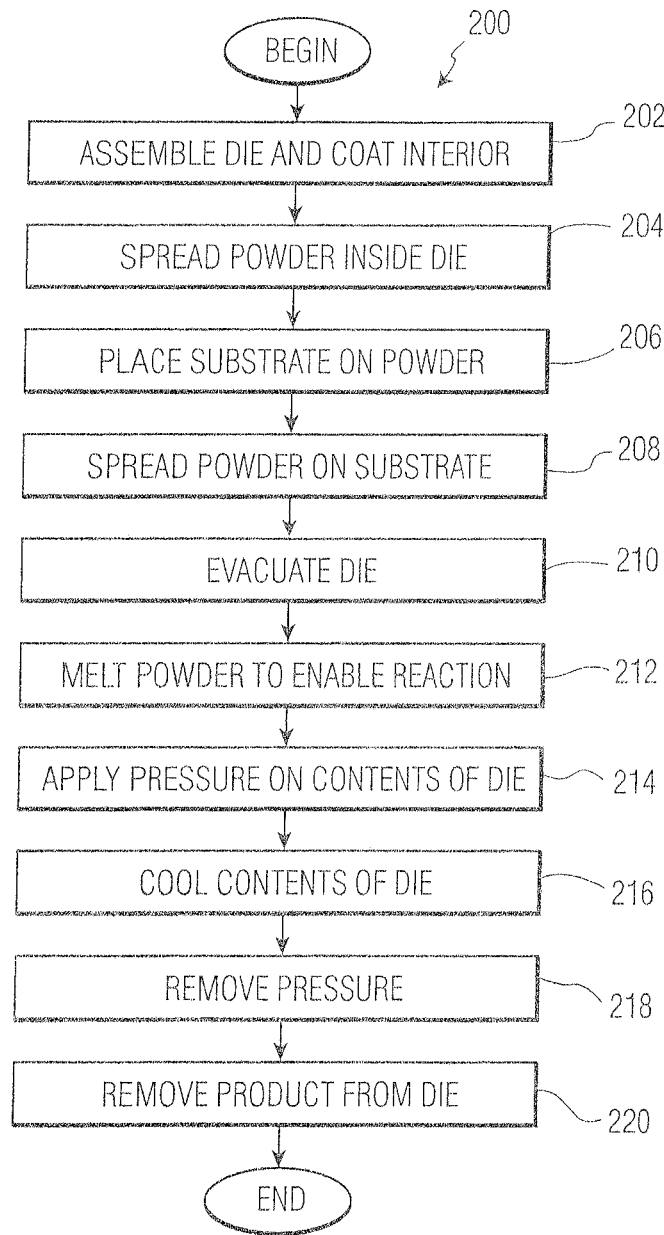 200
BEGIN
202
ASSEMBLE DIE AND COAT INTERIOR
204
SPREAD POWDER INSIDE DIE
206
PLACE SUBSTRATE ON POWDER
208
SPREAD POWDER ON SUBSTRATE
210
EVACUATE DIE
212
MELT POWDER TO ENABLE REACTION
214
APPLY PRESSURE ON CONTENTS OF DIE
216
COOL CONTENTS OF DIE
218
REMOVE PRESSURE
220
REMOVE PRODUCT FROM DIE
END